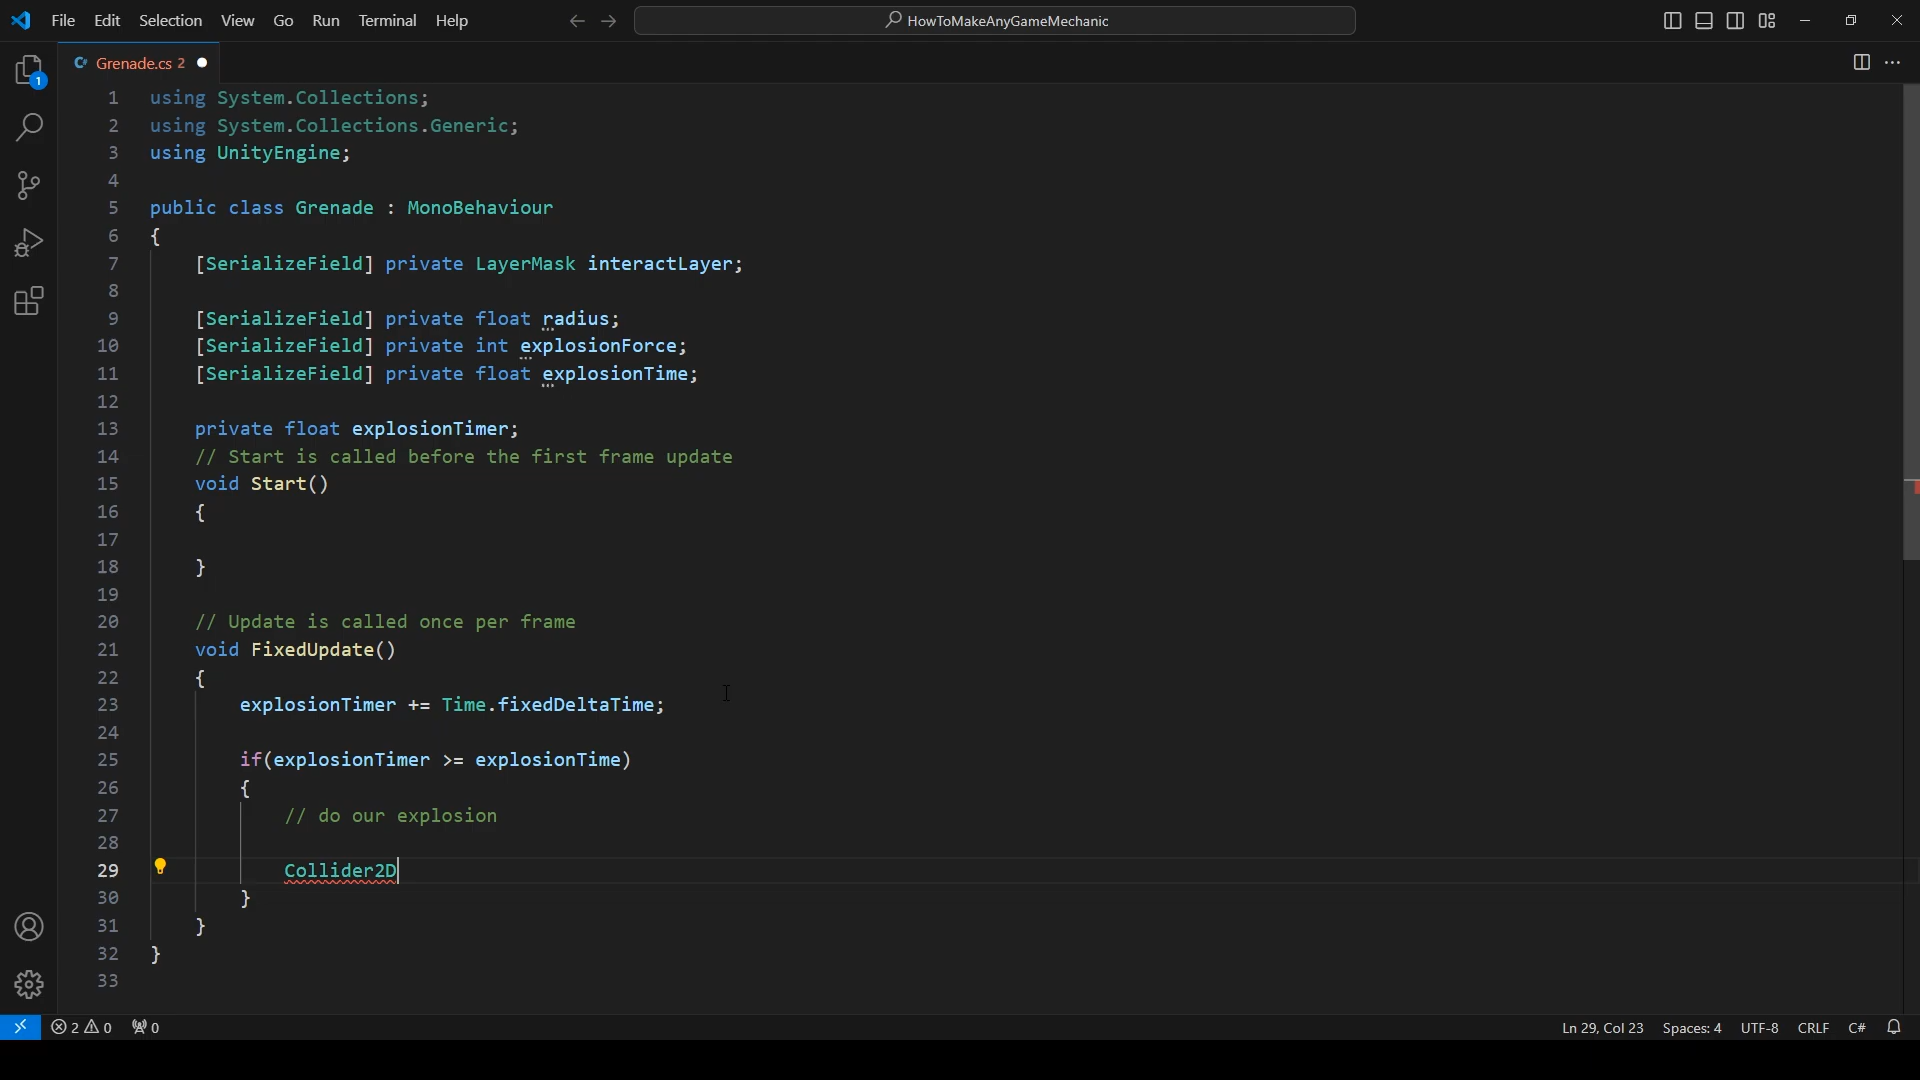 File Edit Selection View Go Run Terminal Help HowToMakeAnyGameMechanic
1
C# Grenade.cs 2
1 using System.Collections;
2 using System.Collections.Generic;
3 using UnityEngine;
4
5 public class Grenade : MonoBehaviour
6 {
7 [SerializeField] private LayerMask interactLayer;
8
9 [SerializeField] private float radius;
10 [SerializeField] private int explosionForce;
11 [SerializeField] private float explosionTime;
12
13 private float explosionTimer;
14 // Start is called before the first frame update
15 void Start()
16 {
17
18 }
19
20 // Update is called once per frame
21 void FixedUpdate()
22 {
23 explosionTimer += Time.fixedDeltaTime;
24
25 if(explosionTimer >= explosionTime)
26 {
27 // do our explosion
28
29 Collider2D
30 }
31 }
32 }
33
2 0 0 Ln 29, Col 23 Spaces: 4 UTF-8 CRLF C#